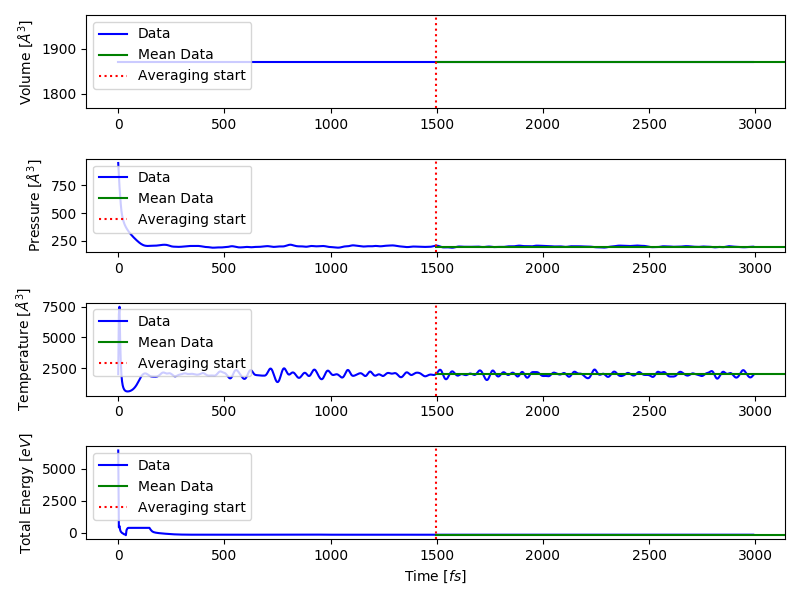 Volume [Å³]
1900
1800
Data
Mean Data
Averaging start
0 500 1000 1500 2000 2500 3000
Pressure [Å³]
750
500
250
Data
Mean Data
Averaging start
0 500 1000 1500 2000 2500 3000
Temperature [Å³]
7500
5000
2500
Data
Mean Data
Averaging start
0 500 1000 1500 2000 2500 3000
Total Energy [eV]
5000
2500
0
Data
Mean Data
Averaging start
0 500 1000 1500 2000 2500 3000
Time [fs]